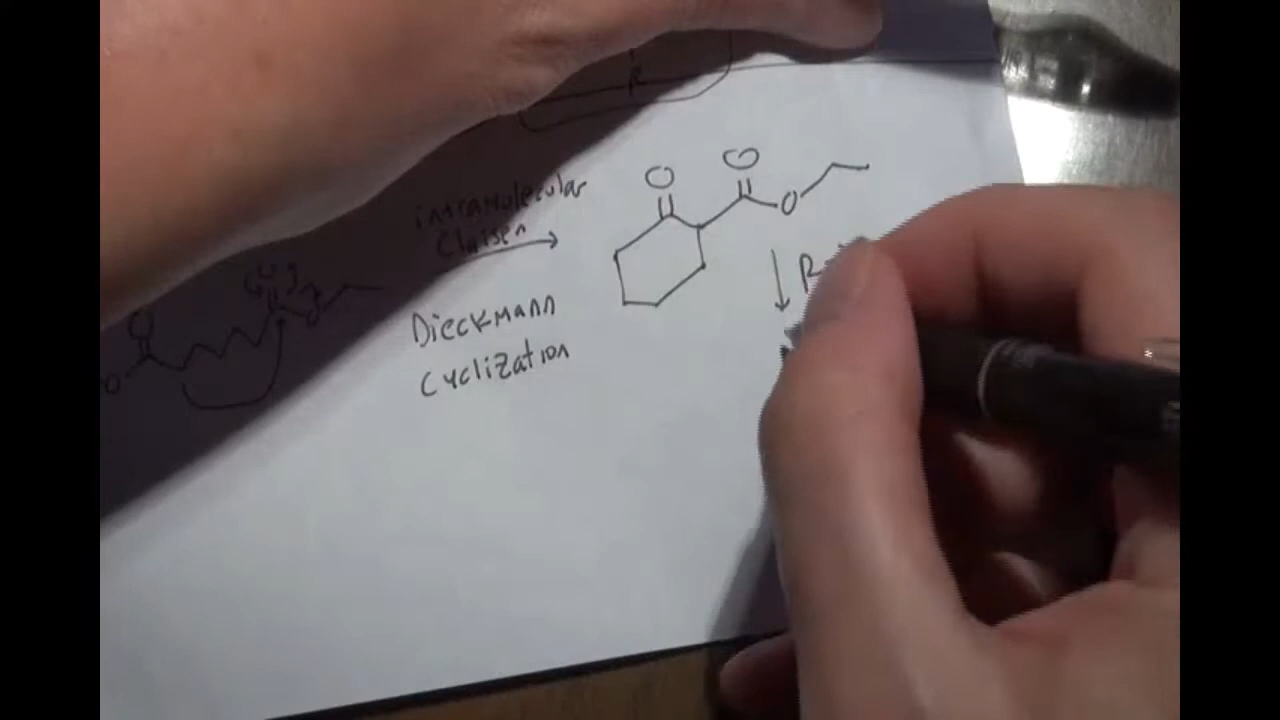 R
O
O
O
intramolecular
Claisen
O
O
O
Dieckmann
cyclization
R